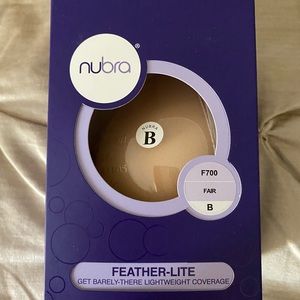 nubra®
NUBRA
B
F700
FAIR
B
FEATHER-LITE
GET BARELY-THERE LIGHTWEIGHT COVERAGE